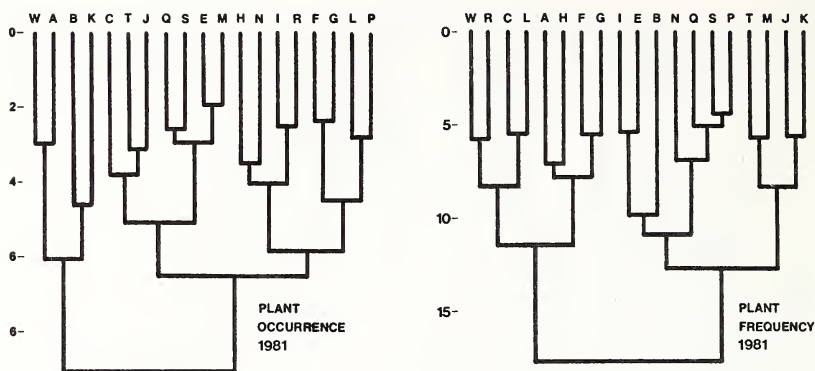 W A B K C T J Q S E M H N I R F G L P
0-
2-
4-
6-
6-
PLANT
OCCURRENCE
1981
W R C L A H F G I E B N Q S P T M J K
0-
5-
10-
15-
PLANT
FREQUENCY
1981